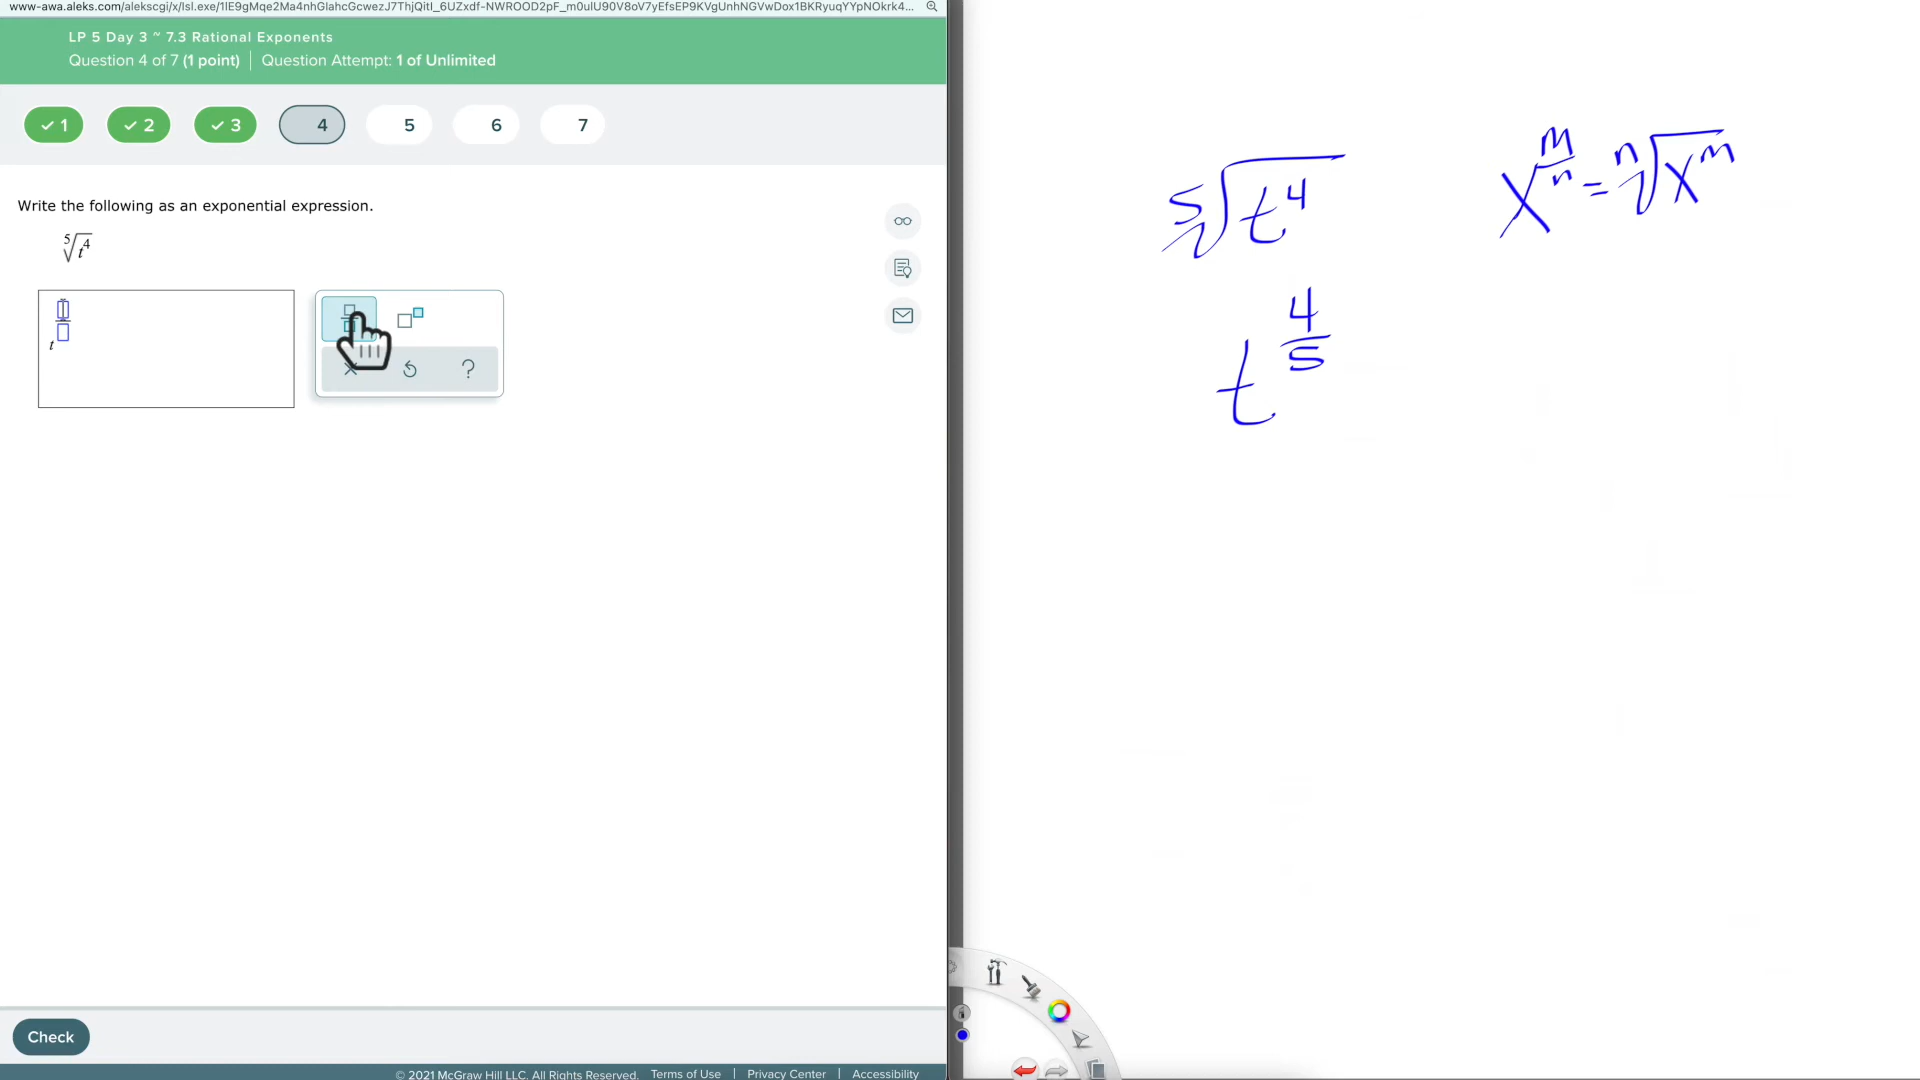 www-awa.aleks.com/alekscgi/x/Isl.exe/1IE9gMqe2Ma4nhGlahcGcwezJ7ThjQitI_6UZxdf-NWROOD2pF_m0uIU90V8oV7yEfsEP9KVgUnhNGVwDox1BKRyuqYYpNOkrk4...
LP 5 Day 3 ~ 7.3 Rational Exponents
Question 4 of 7 (1 point) | Question Attempt: 1 of Unlimited
✓ 1 ✓ 2 ✓ 3 4 5 6 7
Write the following as an exponential expression.
⁵√t⁴
t
?
⁵√t⁴
x^(m/n) = ⁿ√x^m
t^(4/5)
Check
© 2021 McGraw Hill LLC. All Rights Reserved. Terms of Use | Privacy Center | Accessibility